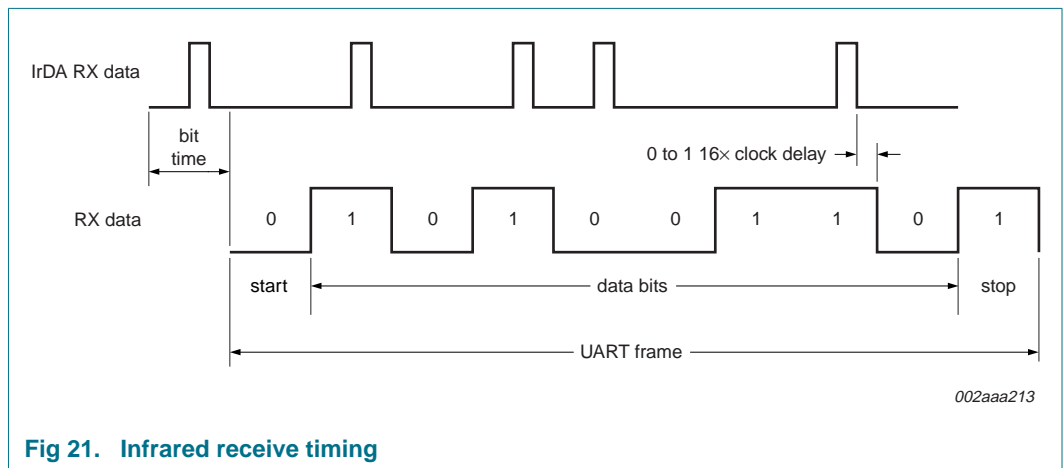 IrDA RX data
bit
time
0 to 1 16× clock delay
RX data
0 1 0 1 0 0 1 1 0 1
start
data bits
stop
UART frame
002aaa213
Fig 21. Infrared receive timing